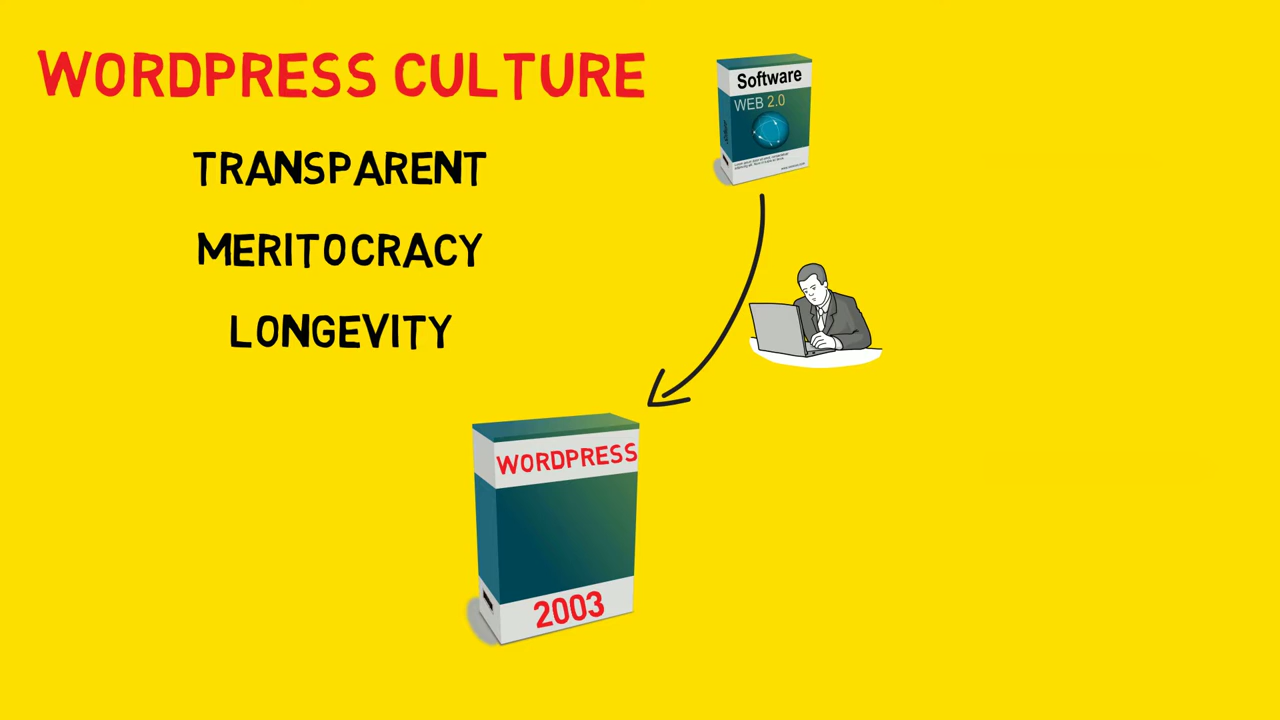 WORDPRESS CULTURE
TRANSPARENT
MERITOCRACY
LONGEVITY
Software
WEB 2.0
WORDPRESS
2003